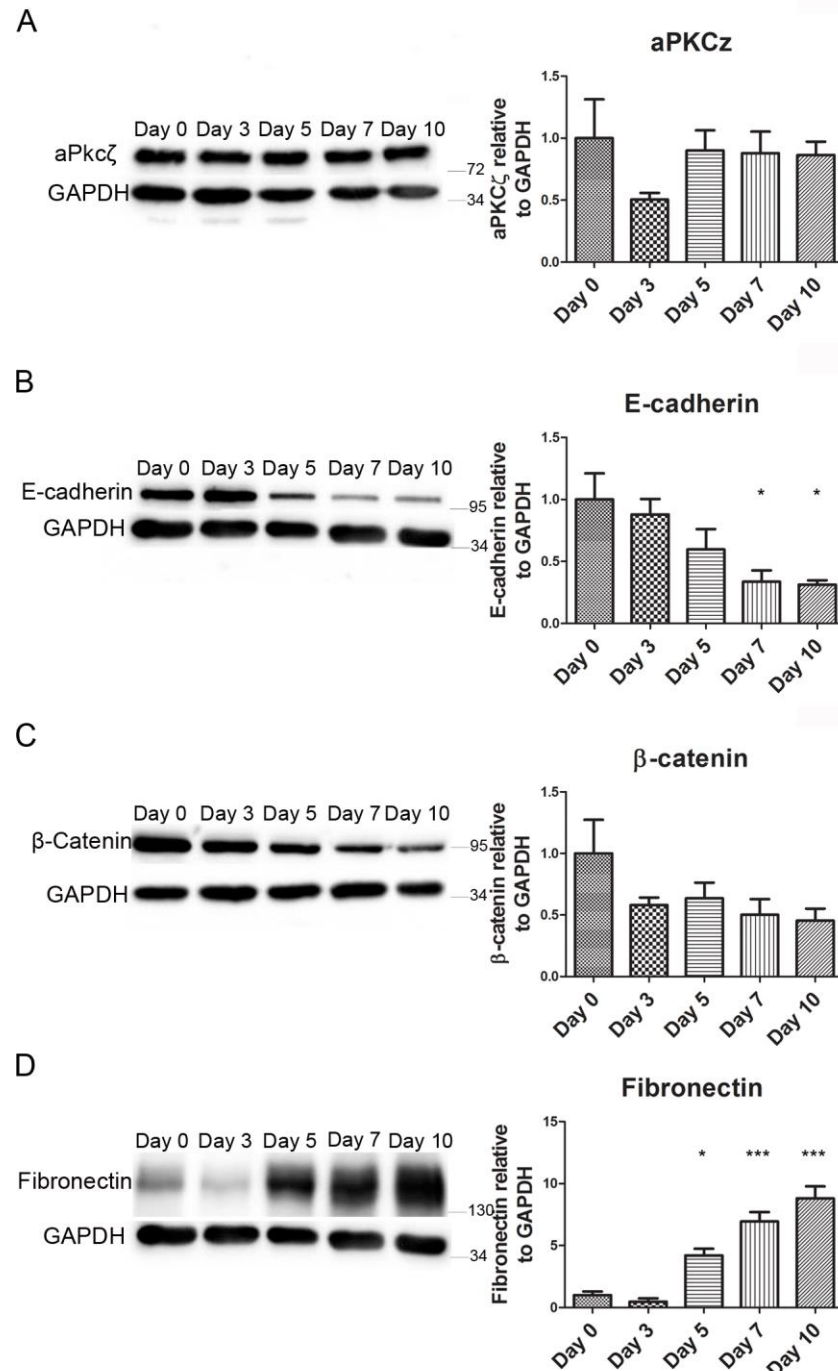 A
aPKCz
Day 0 Day 3 Day 5 Day 7 Day 10
aPkcζ
GAPDH
72
34
aPKCζ relative
to GAPDH
1.5
1.0
0.5
0.0
Day 0 Day 3 Day 5 Day 7 Day 10
B
E-cadherin
Day 0 Day 3 Day 5 Day 7 Day 10
E-cadherin
GAPDH
95
34
E-cadherin relative
to GAPDH
1.5
1.0
0.5
0.0
* *
Day 0 Day 3 Day 5 Day 7 Day 10
C
β-catenin
Day 0 Day 3 Day 5 Day 7 Day 10
β-Catenin
GAPDH
95
34
β-catenin relative
to GAPDH
1.5
1.0
0.5
0.0
Day 0 Day 3 Day 5 Day 7 Day 10
D
Fibronectin
Day 0 Day 3 Day 5 Day 7 Day 10
Fibronectin
GAPDH
130
34
Fibronectin relative
to GAPDH
15
10
5
0
* *** ***
Day 0 Day 3 Day 5 Day 7 Day 10